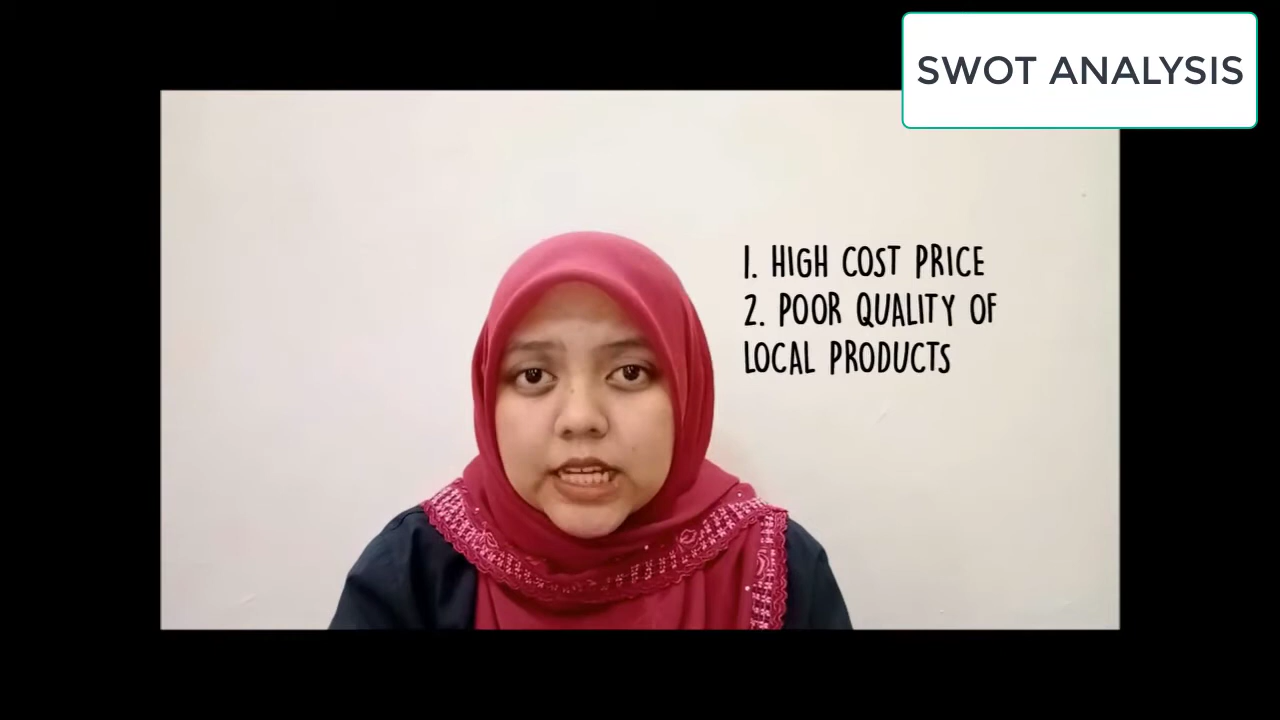 SWOT ANALYSIS
1. HIGH COST PRICE
2. POOR QUALITY OF
LOCAL PRODUCTS